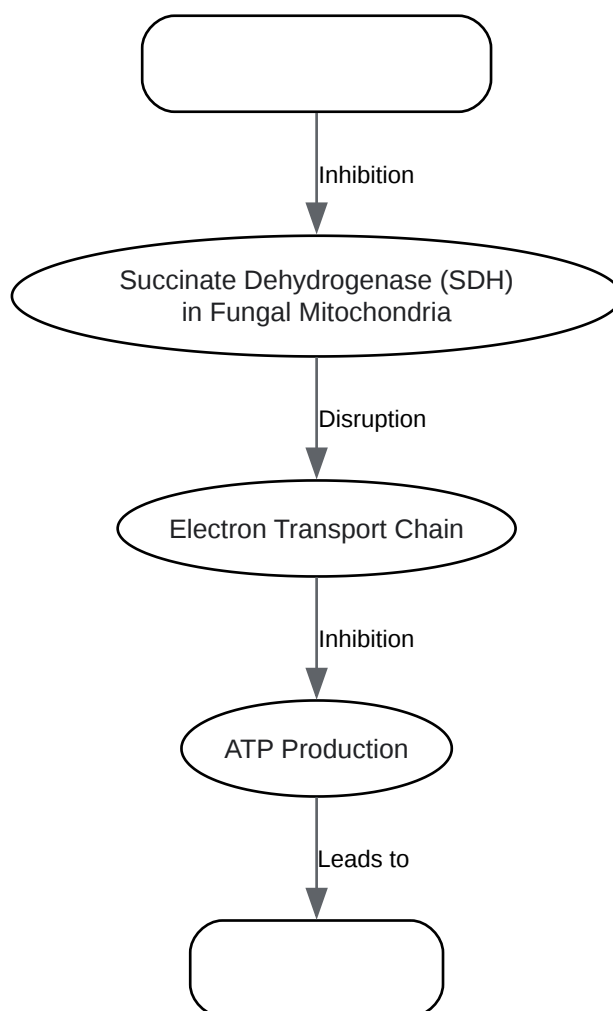 Inhibition
Succinate Dehydrogenase (SDH)
in Fungal Mitochondria
Disruption
Electron Transport Chain
Inhibition
ATP Production
Leads to